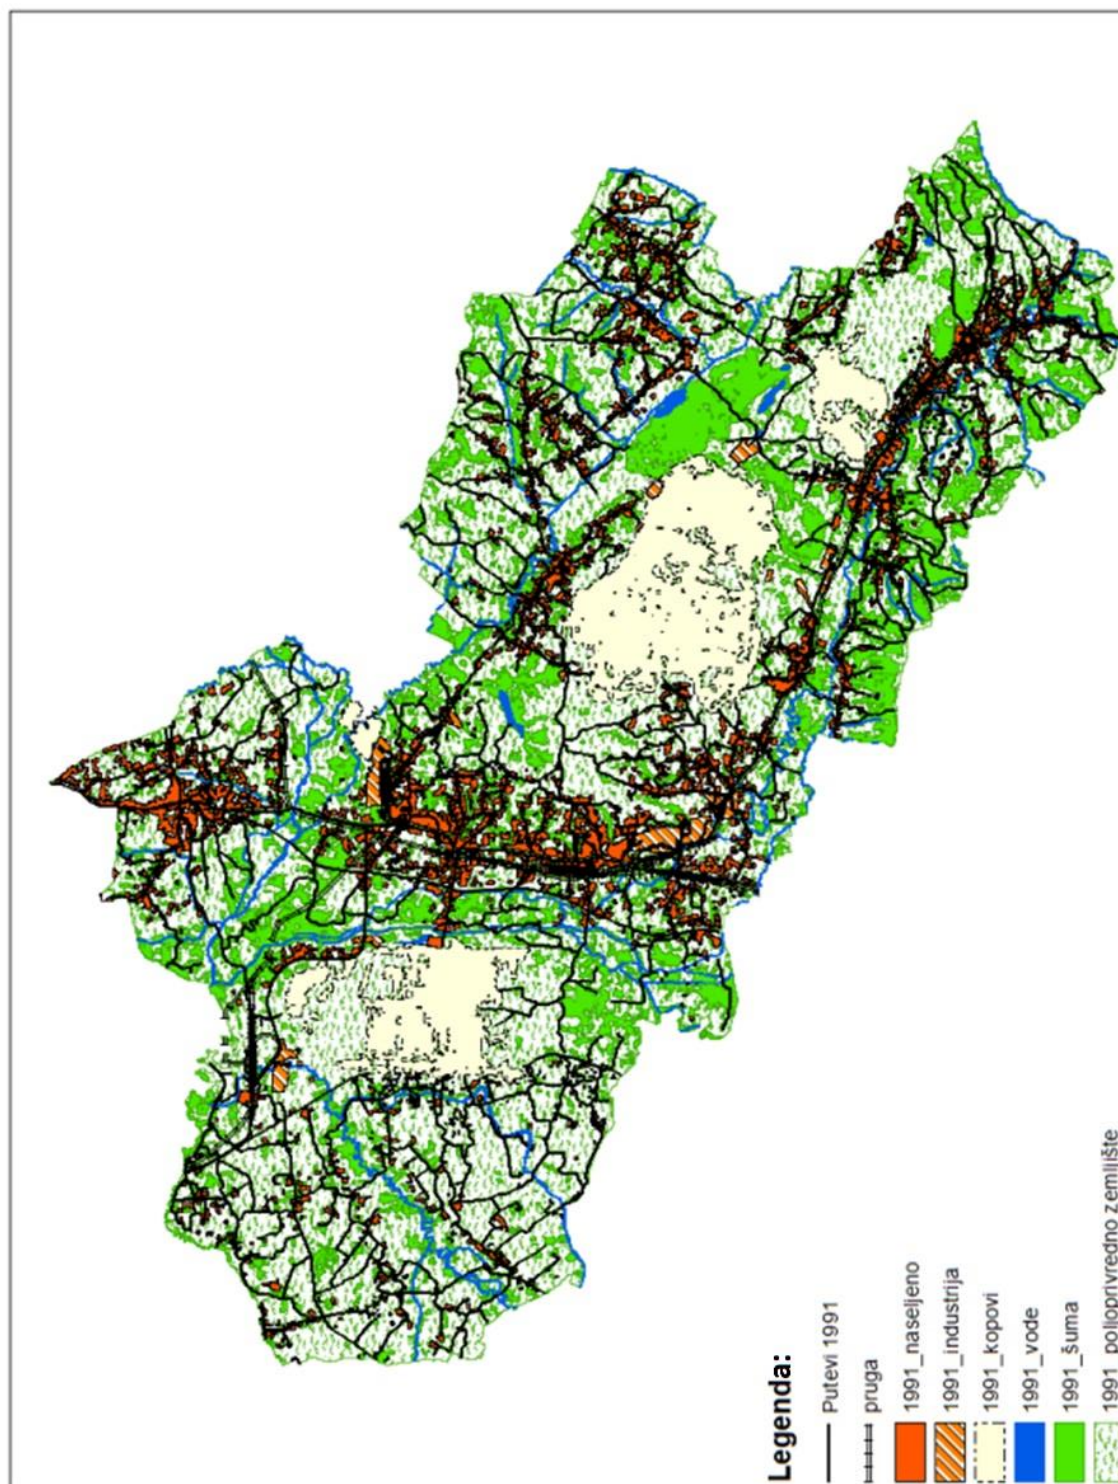 Legenda:
Putevi 1991
pruga
1991_naseljeno
1991_industrija
1991_kopovi
1991_vode
1991_šuma
1991_poljoprivredno zemljište